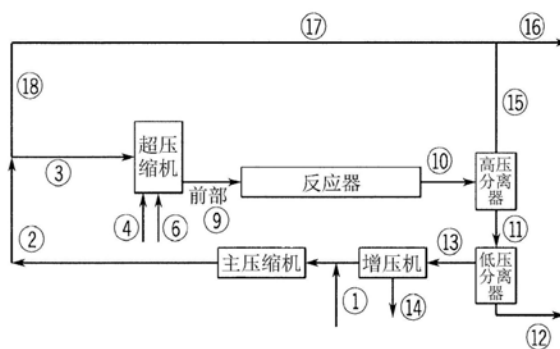 ⑰
⑯
⑱
⑮
超压
缩机
③
⑩
高压
分离
器
反应器
前部
④
⑥
⑨
⑪
②
⑬
主压缩机
增压机
低压
分离
器
①
⑭
⑫